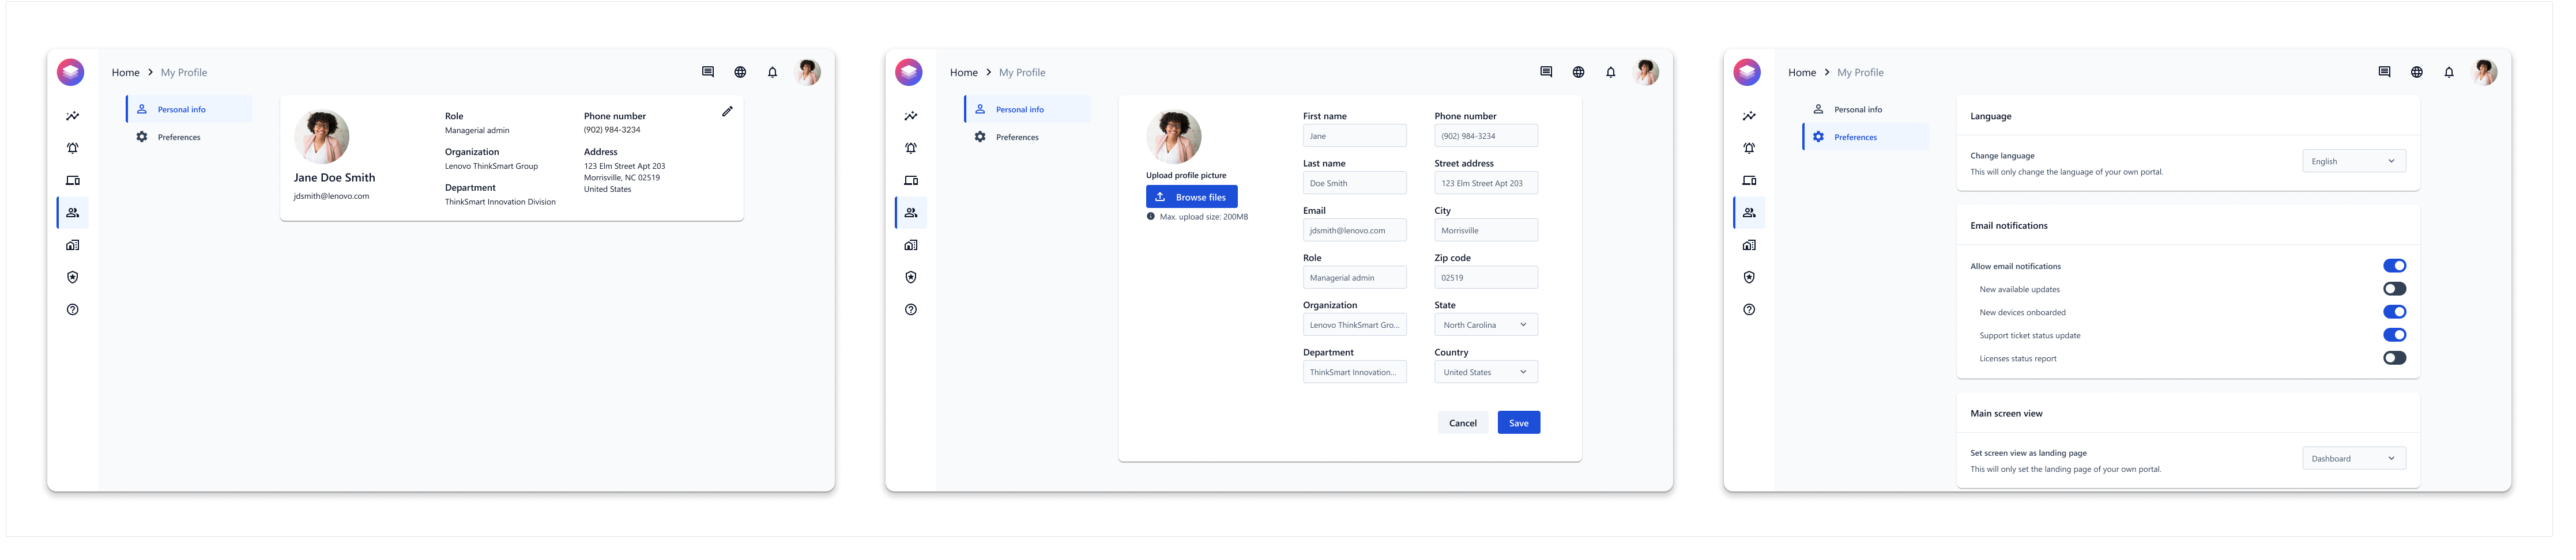 Home > My Profile
Personal info
Preferences
Jane Doe Smith
jdsmith@lenovo.com
Role
Managerial admin
Organization
Lenovo ThinkSmart Group
Department
ThinkSmart Innovation Division
Phone number
(902) 984-3234
Address
123 Elm Street Apt 203
Morrisville, NC 02519
United States
Home > My Profile
Personal info
Preferences
Upload profile picture
Browse files
Max. upload size: 200MB
First name
Jane
Last name
Doe Smith
Email
jdsmith@lenovo.com
Role
Managerial admin
Organization
Lenovo ThinkSmart Gro...
Department
ThinkSmart Innovation...
Phone number
(902) 984-3234
Street address
123 Elm Street Apt 203
City
Morrisville
Zip code
02519
State
North Carolina
Country
United States
Cancel
Save
Home > My Profile
Personal info
Preferences
Language
Change language
This will only change the language of your own portal.
English
Email notifications
Allow email notifications
New available updates
New devices onboarded
Support ticket status update
Licenses status report
Main screen view
Set screen view as landing page
This will only set the landing page of your own portal.
Dashboard